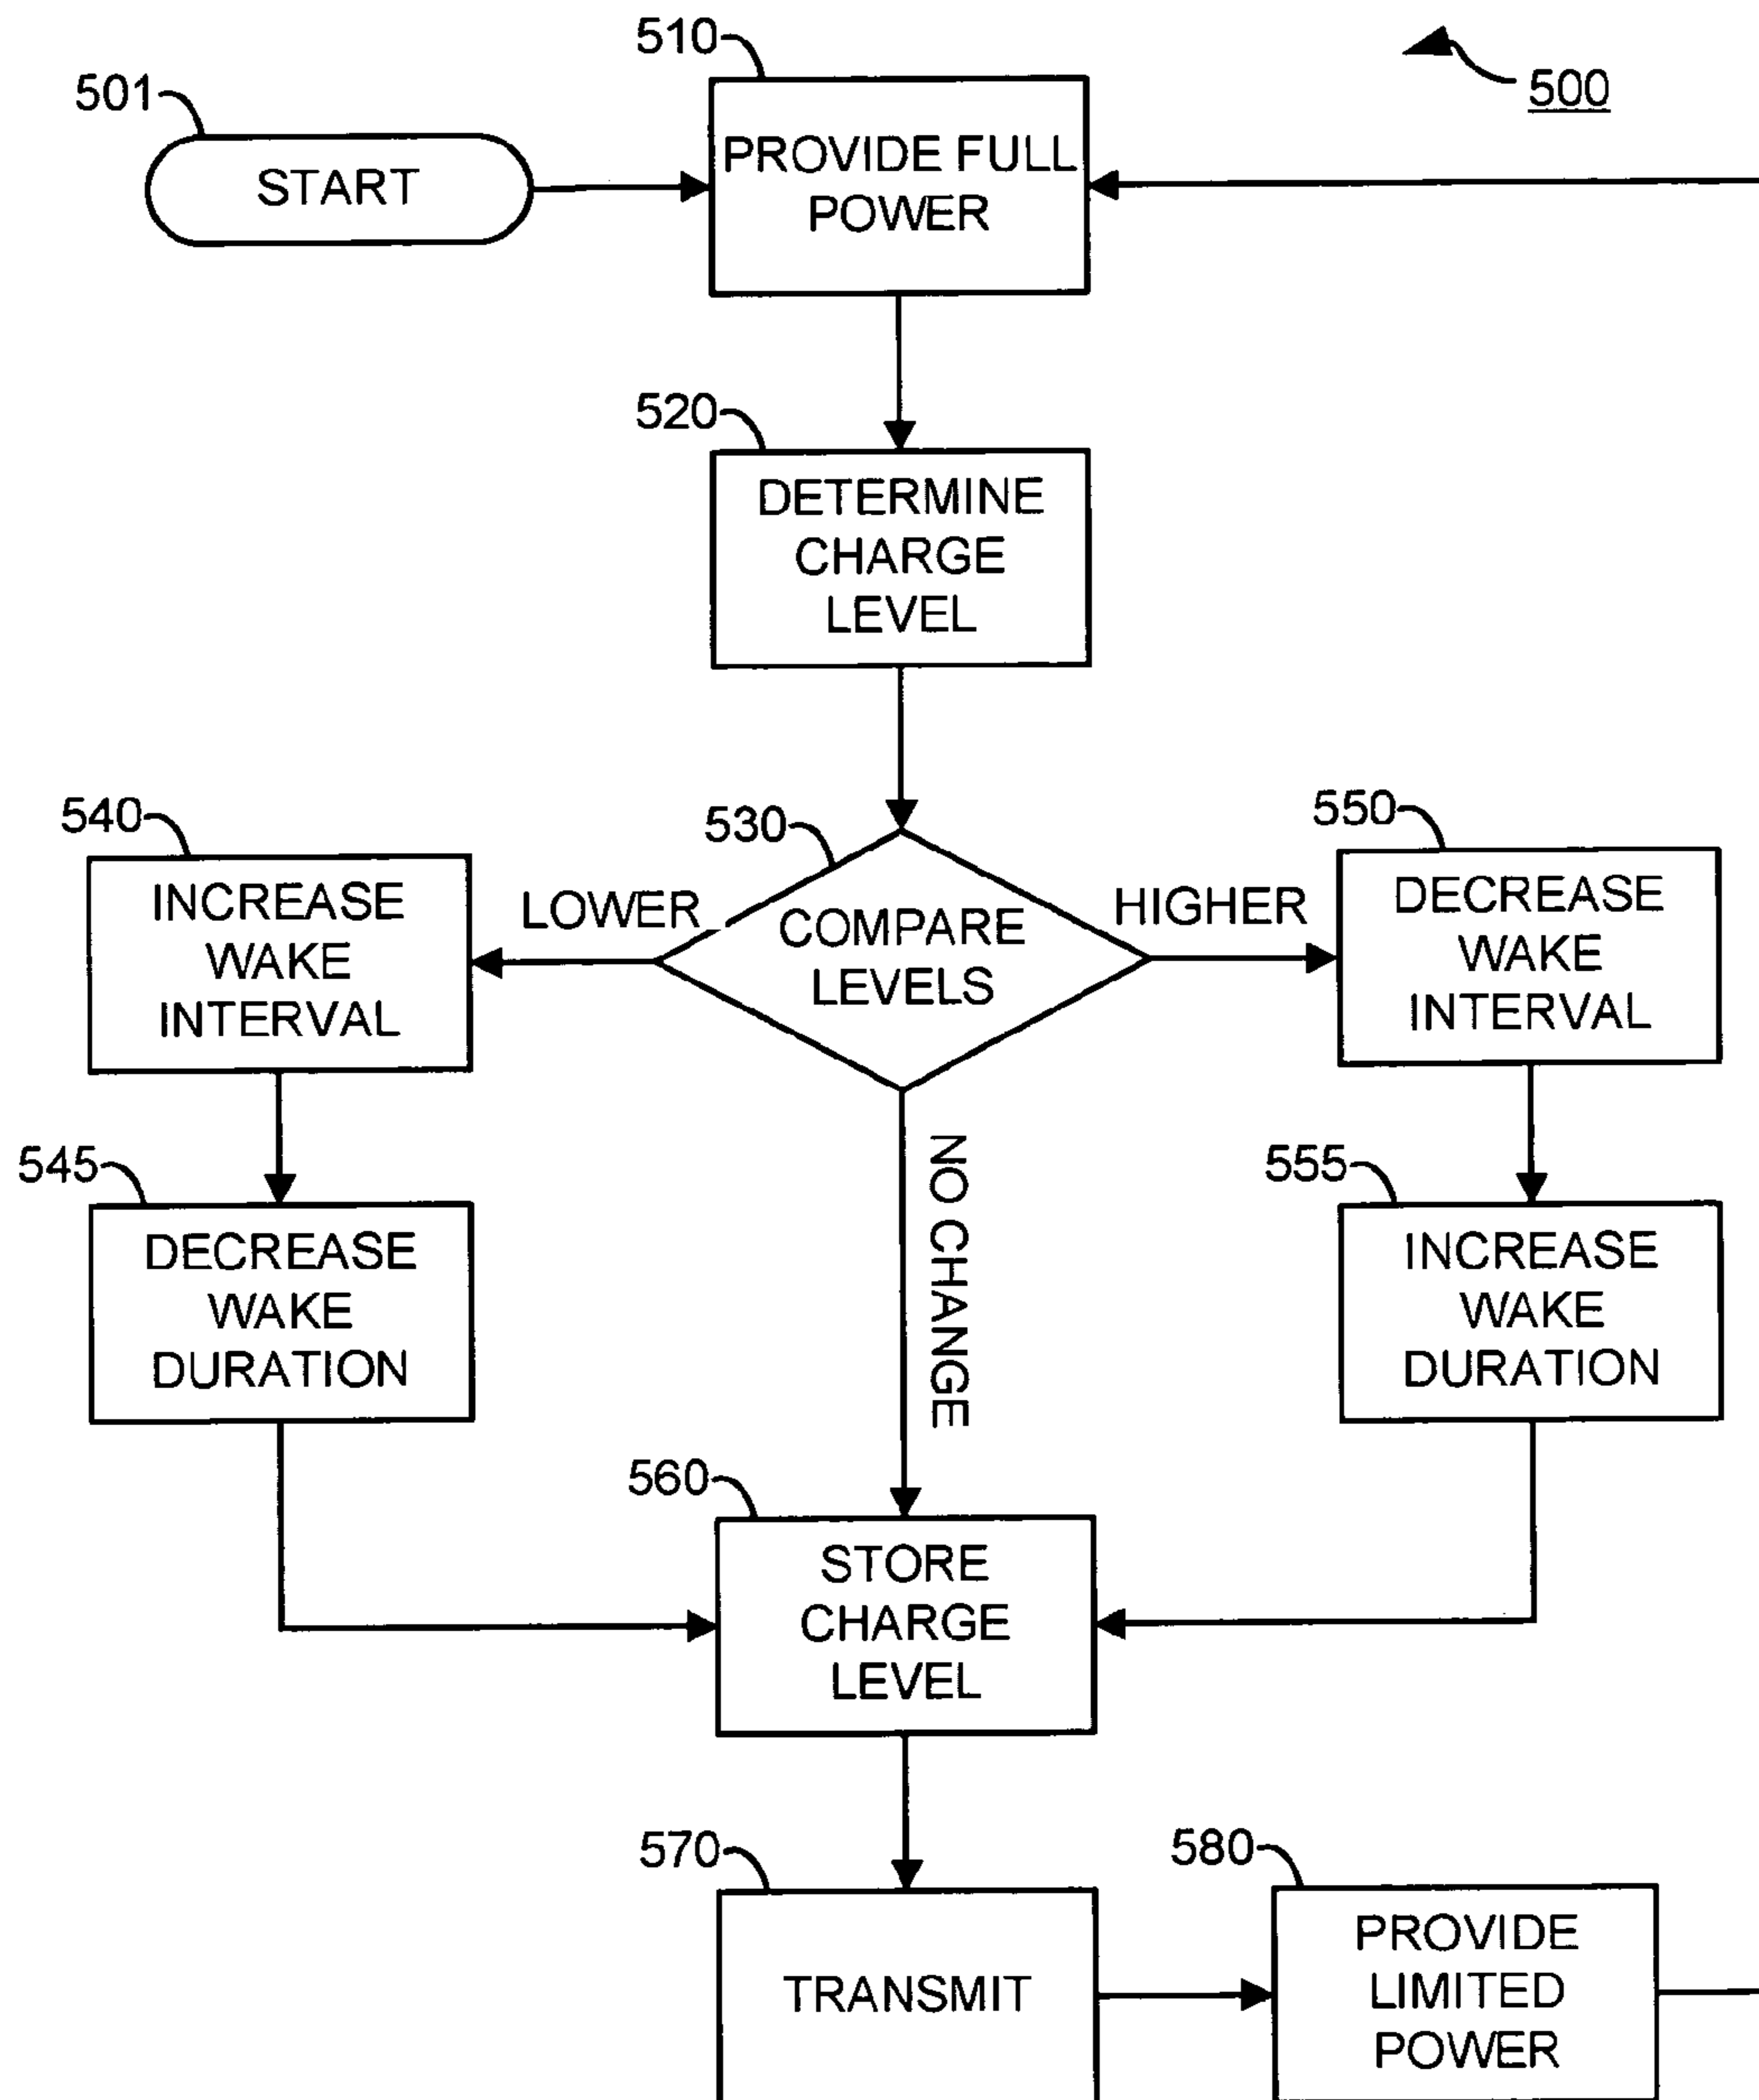 510
500
501
START
PROVIDE FULL
POWER
520
DETERMINE
CHARGE
LEVEL
530
COMPARE
LEVELS
LOWER
HIGHER
NO CHANGE
540
INCREASE
WAKE
INTERVAL
550
DECREASE
WAKE
INTERVAL
545
DECREASE
WAKE
DURATION
555
INCREASE
WAKE
DURATION
560
STORE
CHARGE
LEVEL
570
TRANSMIT
580
PROVIDE
LIMITED
POWER